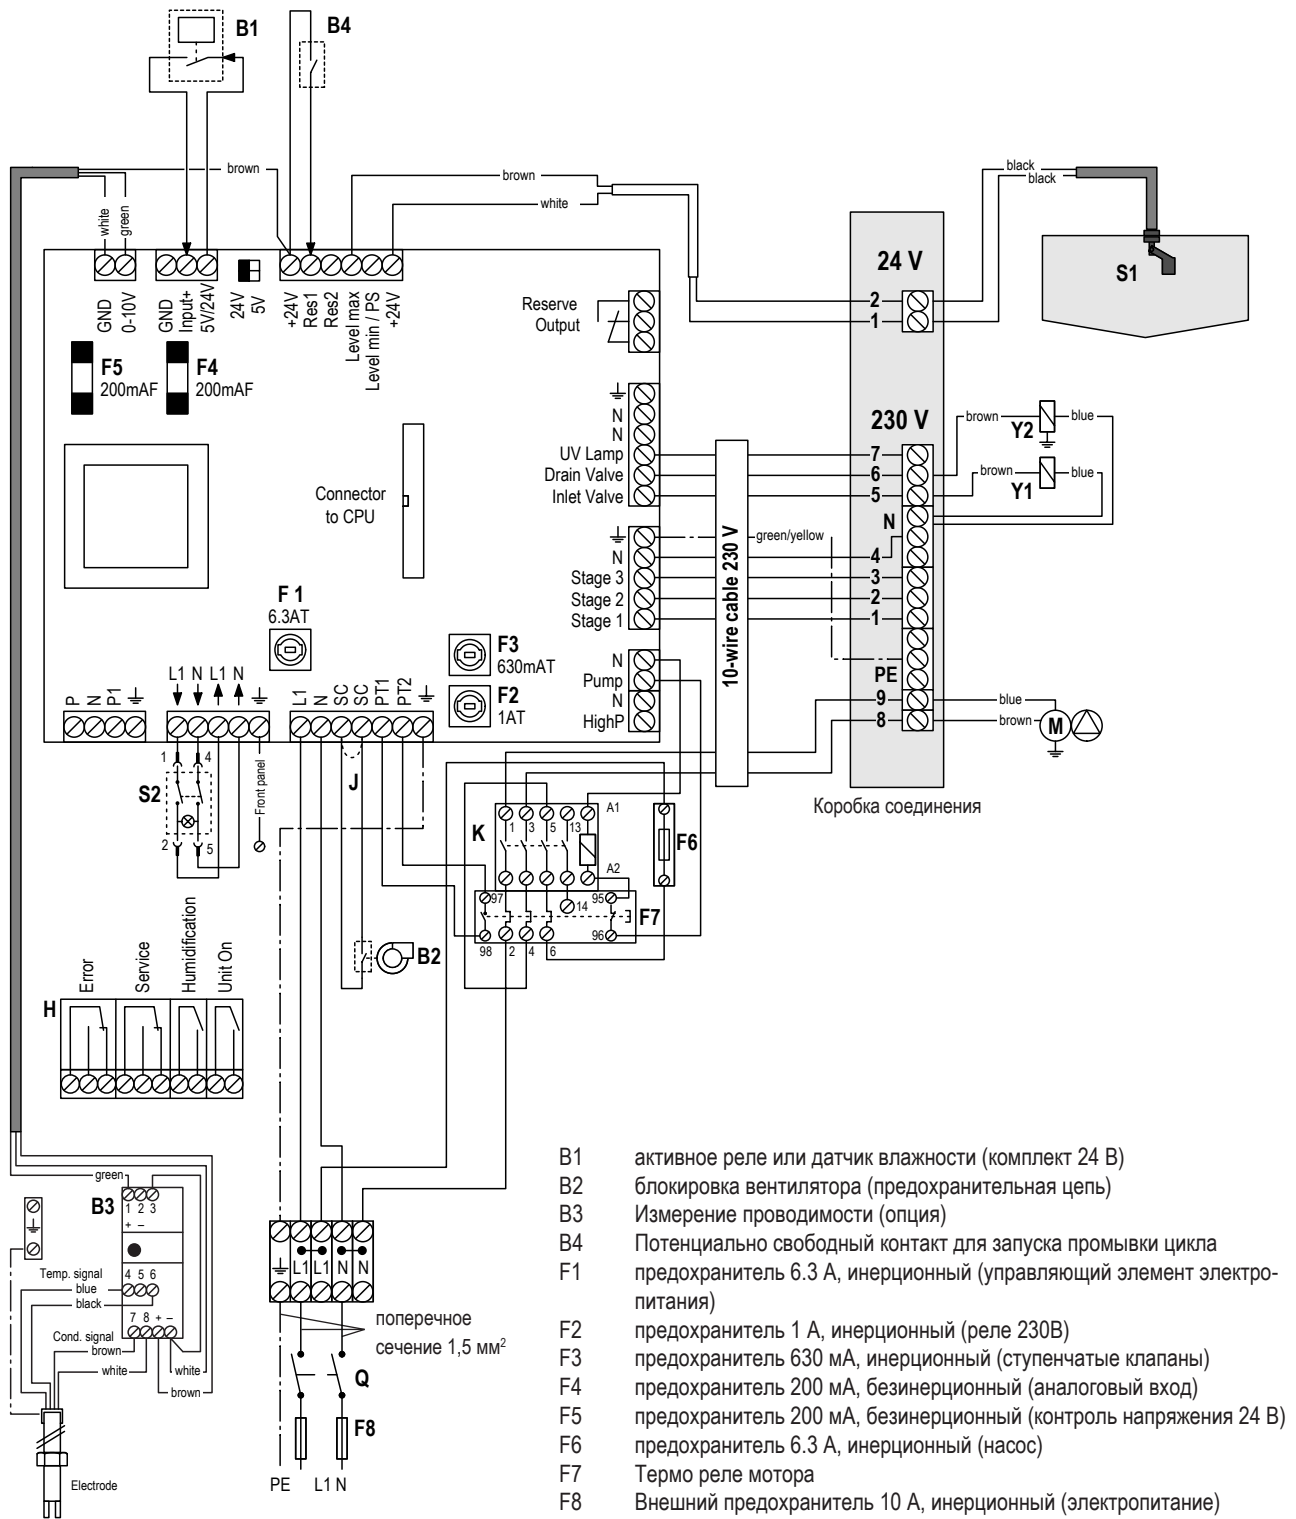 B1
B4
brown
brown
white
black
black
white
green
24 V
S1
GND
0-10V
GND
Input+
5V/24V
24V
5V
+24V
Res1
Res2
Level max
Level min / PS
+24V
2
1
Reserve
Output
F5
200mAF
F4
200mAF
230 V
brown
Y2
blue
N
N
UV Lamp
Drain Valve
Inlet Valve
7
6
5
brown
Y1
blue
Connector
to CPU
N
green/yellow
10-wire cable 230 V
N
Stage 3
Stage 2
Stage 1
4
3
2
1
F 1
6.3AT
F3
630mAT
F2
1AT
N
Pump
N
HighP
PE
9
8
blue
brown
M
L1 N L1 N
P
N
P1
L1
N
SC
SC
PT1
PT2
1
4
S2
2
5
Front panel
J
Коробка соединения
K
1
3
5
13
A1
A2
F6
97
14
95
F7
98
2
4
6
96
B2
Error
Service
Humidification
Unit On
H
green
B3
1 2 3
+ –
Temp. signal
4 5 6
blue
black
7 8 + –
Cond. signal
brown
white
white
brown
Electrode
L1 L1 N N
поперечное
сечение 1,5 мм²
Q
F8
PE
L1 N
B1 активное реле или датчик влажности (комплект 24 В)
B2 блокировка вентилятора (предохранительная цепь)
B3 Измерение проводимости (опция)
B4 Потенциально свободный контакт для запуска промывки цикла
F1 предохранитель 6.3 А, инерционный (управляющий элемент электро-
питания)
F2 предохранитель 1 А, инерционный (реле 230В)
F3 предохранитель 630 мА, инерционный (ступенчатые клапаны)
F4 предохранитель 200 мА, безинерционный (аналоговый вход)
F5 предохранитель 200 мА, безинерционный (контроль напряжения 24 В)
F6 предохранитель 6.3 А, инерционный (насос)
F7 Термо реле мотора
F8 Внешний предохранитель 10 А, инерционный (электропитание)